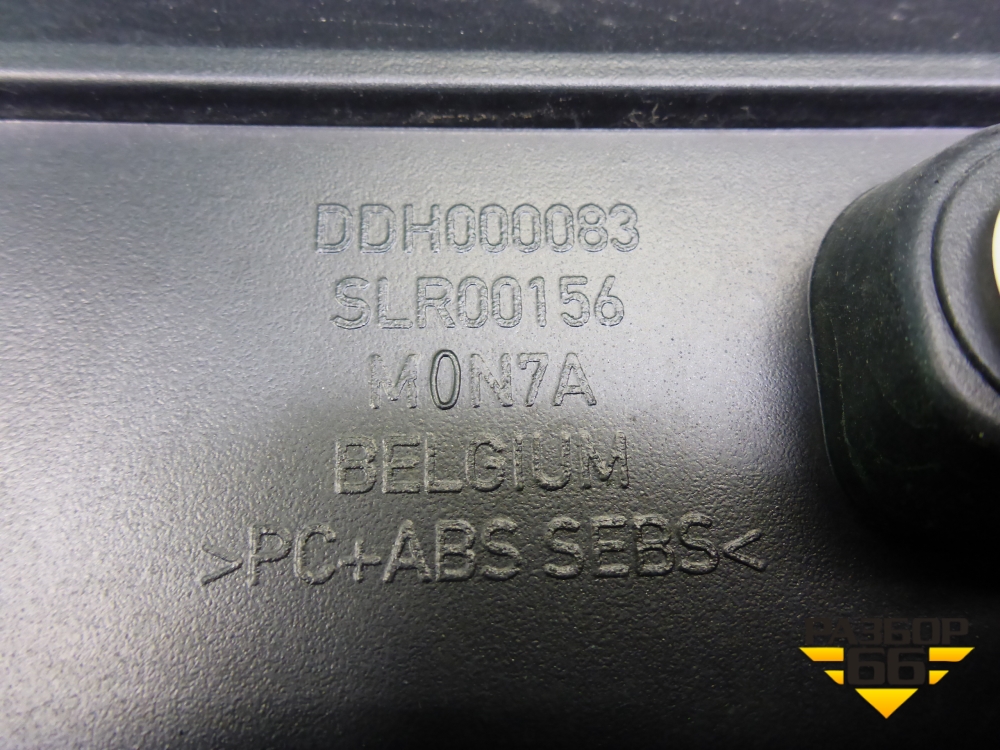 DDH000083
SLR00156
M0N7A
BELGIUM
>PC+ABS SEBS<
РАЗБОР
66